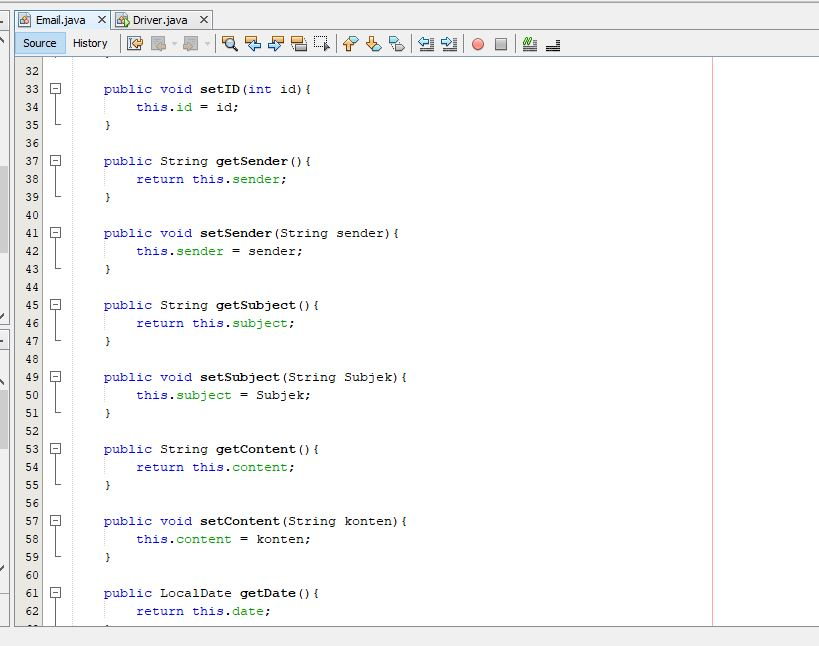 Email.java
Driver.java
Source History
32
33 public void setID(int id){
34 this.id = id;
35 }
36
37 public String getSender(){
38 return this.sender;
39 }
40
41 public void setSender(String sender){
42 this.sender = sender;
43 }
44
45 public String getSubject(){
46 return this.subject;
47 }
48
49 public void setSubject(String Subjek){
50 this.subject = Subjek;
51 }
52
53 public String getContent(){
54 return this.content;
55 }
56
57 public void setContent(String konten){
58 this.content = konten;
59 }
60
61 public LocalDate getDate(){
62 return this.date;